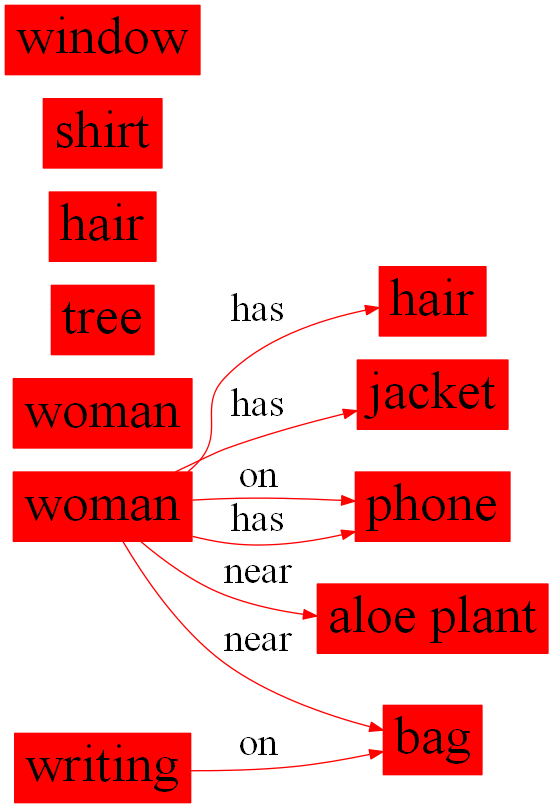 window
shirt
hair
tree
woman
woman
writing
has
has
on
has
near
near
on
hair
jacket
phone
aloe plant
bag